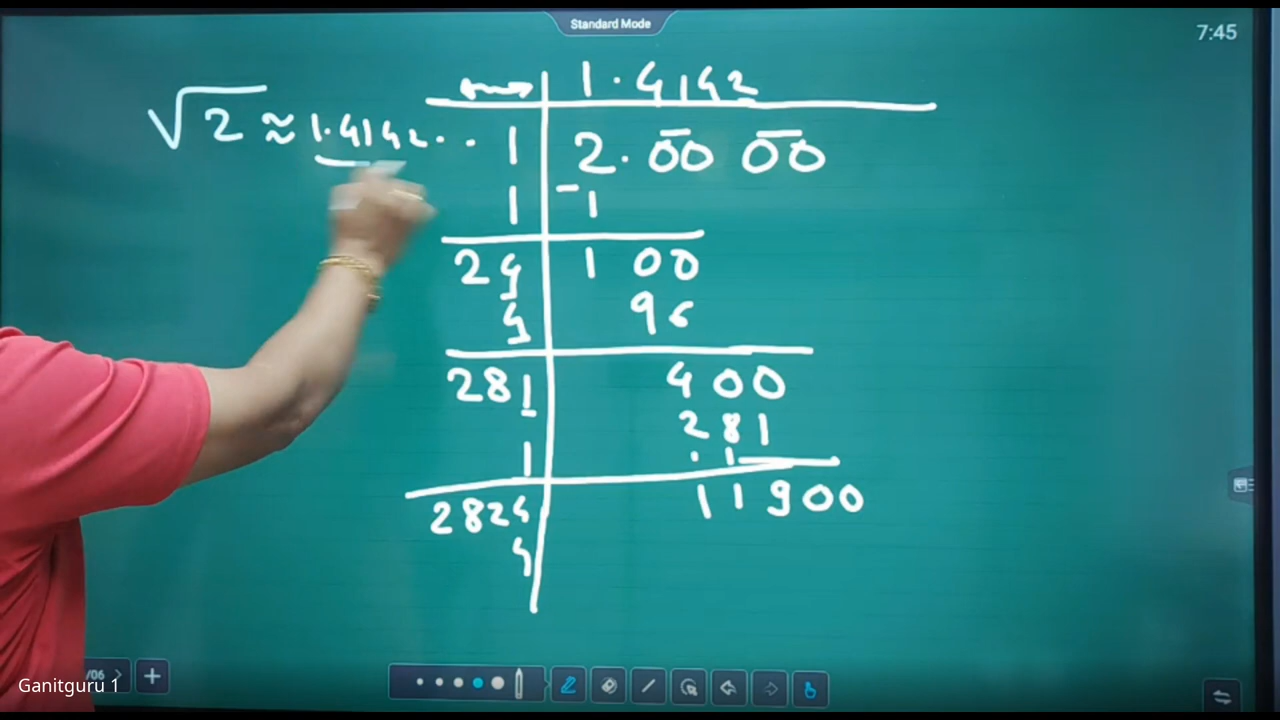 Standard Mode
7:45
1.4142
√2 ≈ 1.4142.. 1 | 2.00 00
1 | - 1
24 | 1 00
4 | 96
281 | 400
281
1
2824 | 11900
4
/06 >
Ganitguru 1